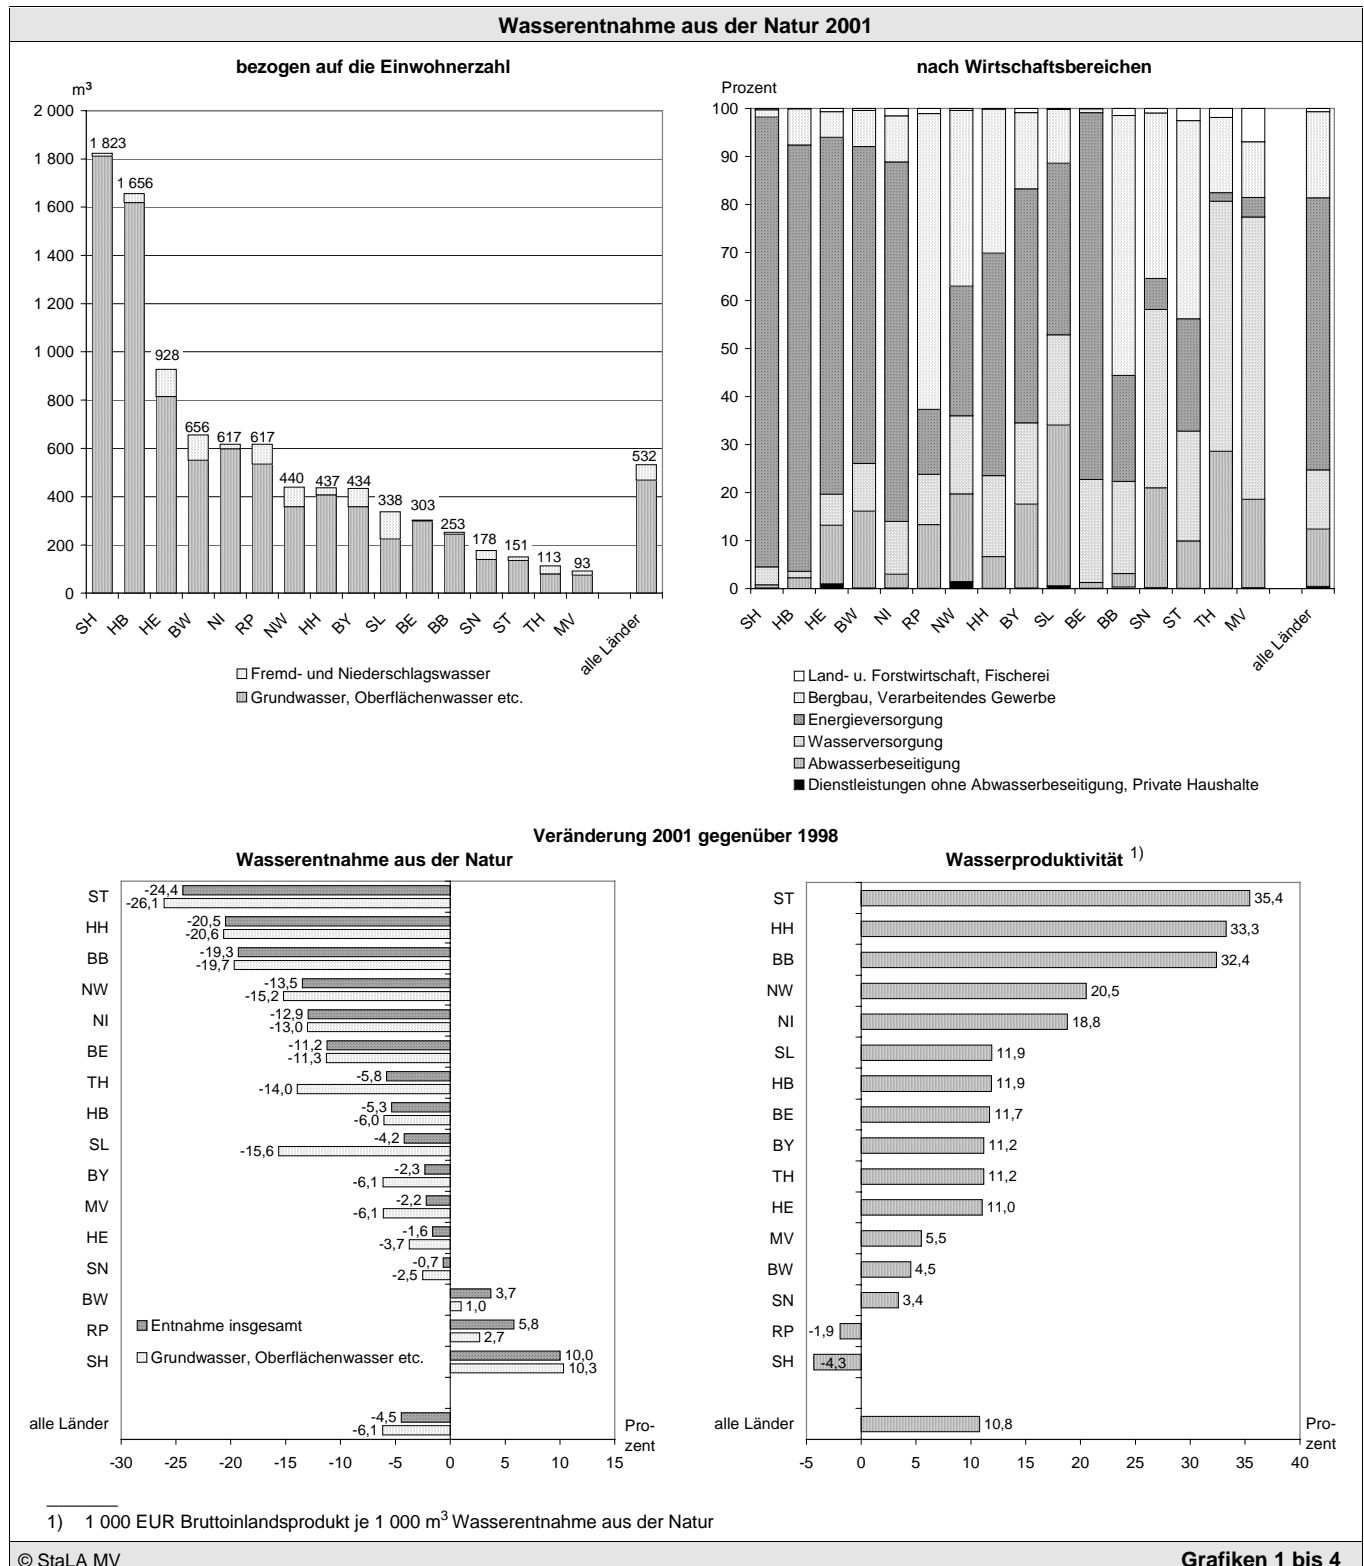 Wasserentnahme aus der Natur 2001
bezogen auf die Einwohnerzahl
m³
2 000
1 800
1 600
1 400
1 200
1 000
800
600
400
200
0
1 823
1 656
928
656
617
617
440
437
434
338
303
253
178
151
113
93
532
SH
HB
HE
BW
NI
RP
NW
HH
BY
SL
BE
BB
SN
ST
TH
MV
alle Länder
Fremd- und Niederschlagswasser
Grundwasser, Oberflächenwasser etc.
nach Wirtschaftsbereichen
Prozent
100
90
80
70
60
50
40
30
20
10
0
SH
HB
HE
BW
NI
RP
NW
HH
BY
SL
BE
BB
SN
ST
TH
MV
alle Länder
Land- u. Forstwirtschaft, Fischerei
Bergbau, Verarbeitendes Gewerbe
Energieversorgung
Wasserversorgung
Abwasserbeseitigung
Dienstleistungen ohne Abwasserbeseitigung, Private Haushalte
Veränderung 2001 gegenüber 1998
Wasserentnahme aus der Natur
ST -24,4
-26,1
HH -20,5
-20,6
BB -19,3
-19,7
NW -13,5
-15,2
NI -12,9
-13,0
BE -11,2
-11,3
TH -5,8
-14,0
HB -5,3
-6,0
SL -4,2
-15,6
BY -2,3
-6,1
MV -2,2
-6,1
HE -1,6
-3,7
SN -0,7
-2,5
BW 3,7
1,0
RP 5,8
2,7
SH 10,0
10,3
Entnahme insgesamt
Grundwasser, Oberflächenwasser etc.
alle Länder -4,5
-6,1
Pro-
zent
-30 -25 -20 -15 -10 -5 0 5 10 15
Wasserproduktivität 1)
ST 35,4
HH 33,3
BB 32,4
NW 20,5
NI 18,8
SL 11,9
HB 11,9
BE 11,7
BY 11,2
TH 11,2
HE 11,0
MV 5,5
BW 4,5
SN 3,4
RP -1,9
SH -4,3
alle Länder 10,8
Pro-
zent
-5 0 5 10 15 20 25 30 35 40
1) 1 000 EUR Bruttoinlandsprodukt je 1 000 m³ Wasserentnahme aus der Natur
© StaLA MV
Grafiken 1 bis 4